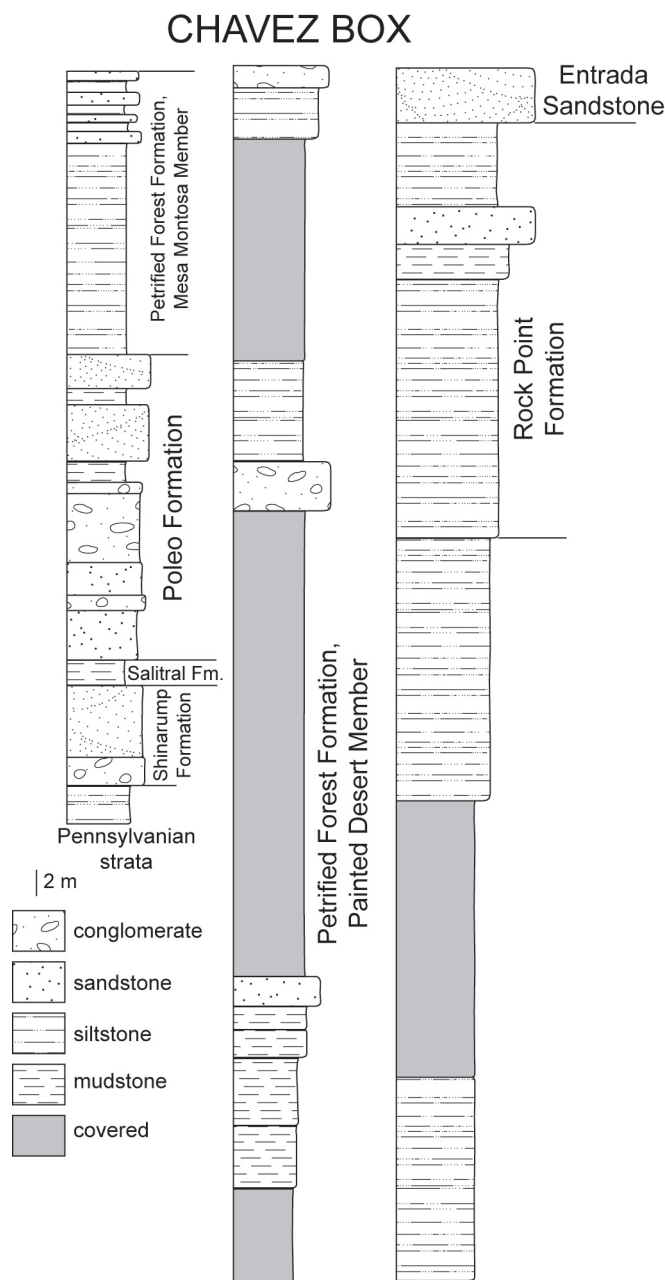 CHAVEZ BOX
Petrified Forest Formation,
Mesa Montosa Member
Poleo Formation
Salitral Fm.
Shinarump
Formation
Pennsylvanian
strata
2 m
conglomerate
sandstone
siltstone
mudstone
covered
Petrified Forest Formation,
Painted Desert Member
Entrada
Sandstone
Rock Point
Formation